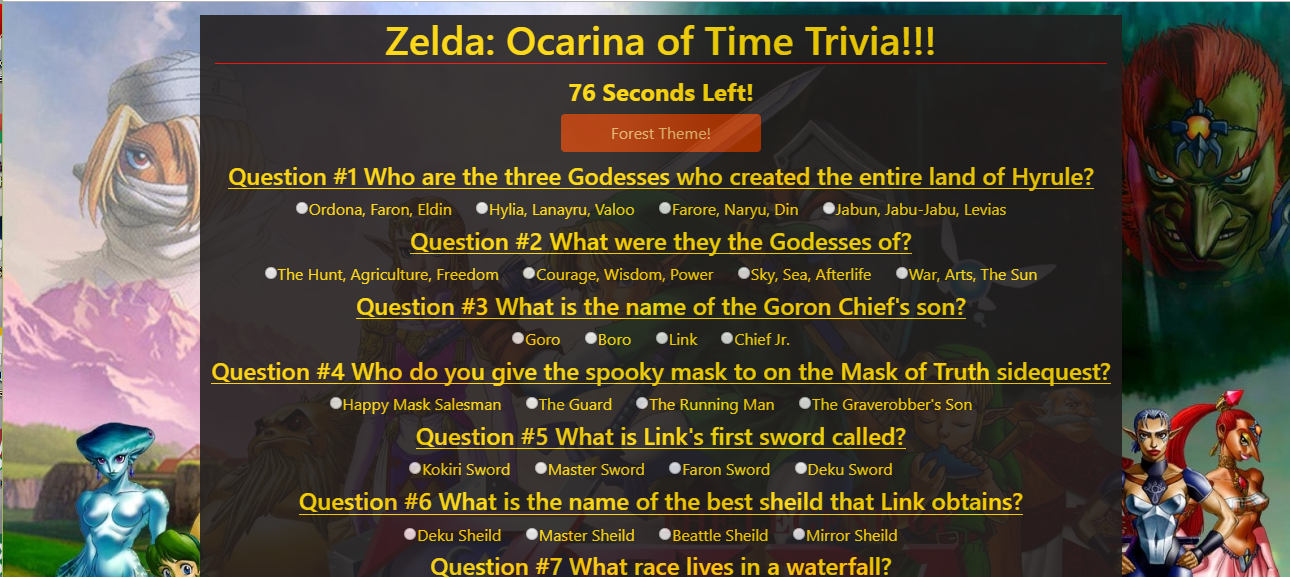 Zelda: Ocarina of Time Trivia!!!
76 Seconds Left!
Forest Theme!
Question #1 Who are the three Godesses who created the entire land of Hyrule?
Ordona, Faron, Eldin Hylia, Lanayru, Valoo Farore, Naryu, Din Jabun, Jabu-Jabu, Levias
Question #2 What were they the Godesses of?
The Hunt, Agriculture, Freedom Courage, Wisdom, Power Sky, Sea, Afterlife War, Arts, The Sun
Question #3 What is the name of the Goron Chief's son?
Goro Boro Link Chief Jr.
Question #4 Who do you give the spooky mask to on the Mask of Truth sidequest?
Happy Mask Salesman The Guard The Running Man The Graverobber's Son
Question #5 What is Link's first sword called?
Kokiri Sword Master Sword Faron Sword Deku Sword
Question #6 What is the name of the best sheild that Link obtains?
Deku Sheild Master Sheild Beattle Sheild Mirror Sheild
Question #7 What race lives in a waterfall?